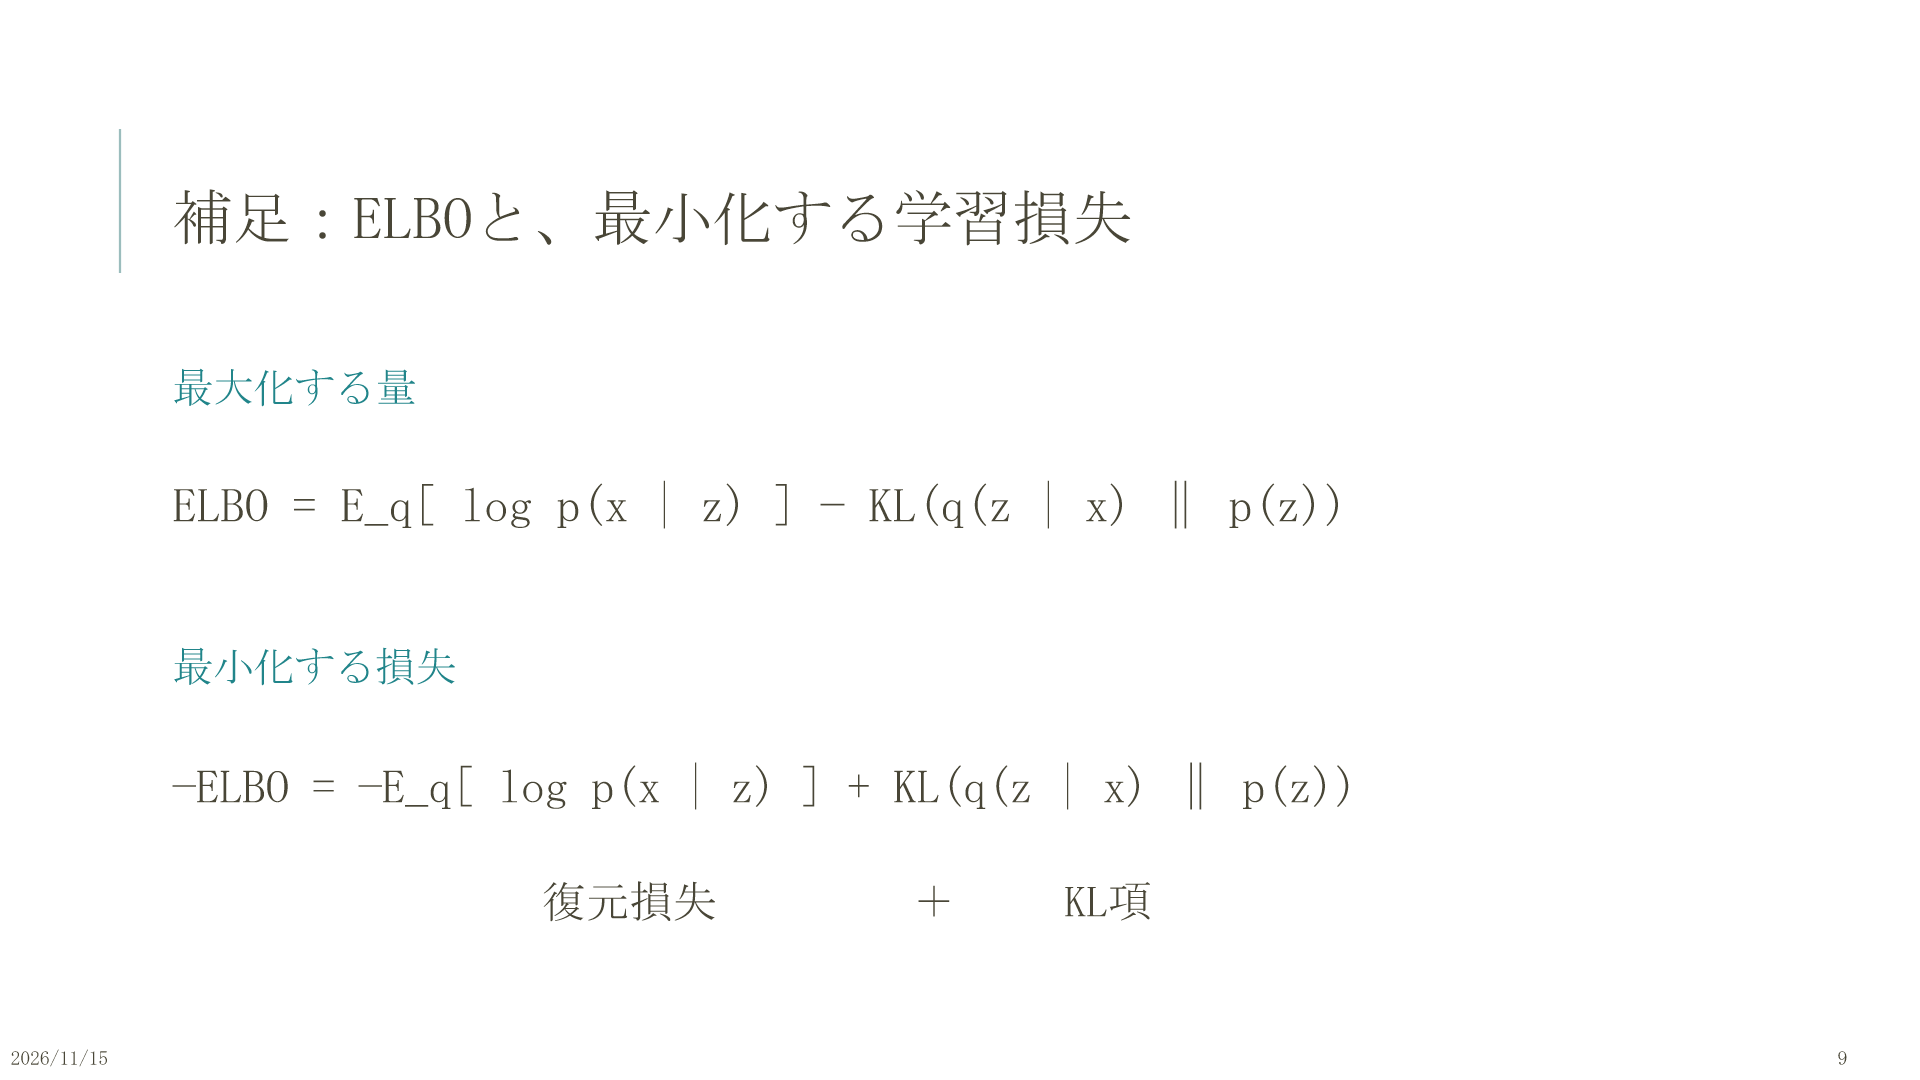 補足：ELBOと、最小化する学習損失
最大化する量
ELBO = E_q[ log p(x | z) ] − KL(q(z | x) ‖ p(z))
最小化する損失
−ELBO = −E_q[ log p(x | z) ] + KL(q(z | x) ‖ p(z))
復元損失 ＋ KL項
2026/11/15
9